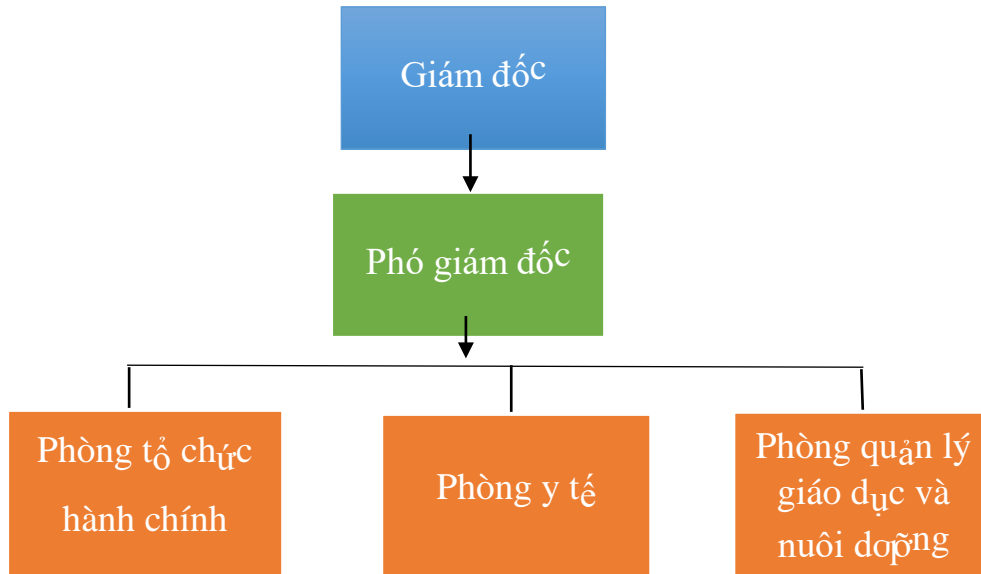 Giám đốc
Phó giám đốc
Phòng tổ chức
hành chính
Phòng y tế
Phòng quản lý
giáo dục và
nuôi dƣỡng